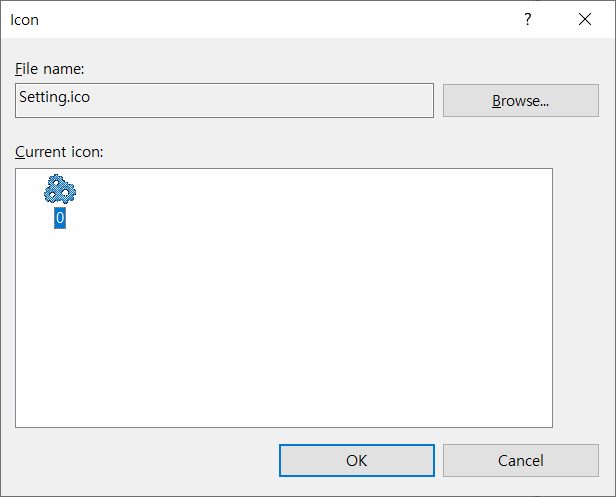 Icon
?
File name:
Setting.ico
Browse...
Current icon:
0
OK
Cancel